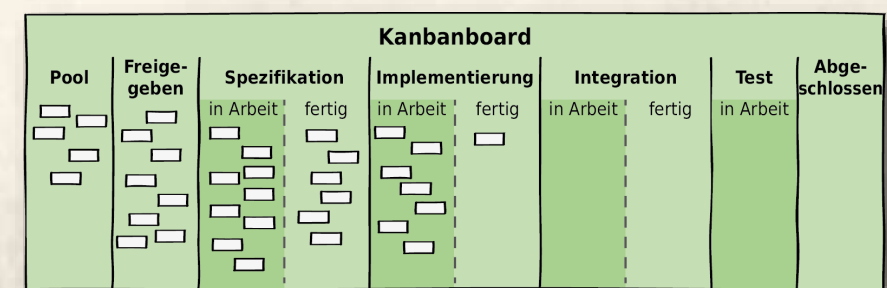 Kanbanboard
Pool
Freige-
geben
Spezifikation
Implementierung
Integration
Test
Abge-
schlossen
in Arbeit
fertig
in Arbeit
fertig
in Arbeit
fertig
in Arbeit